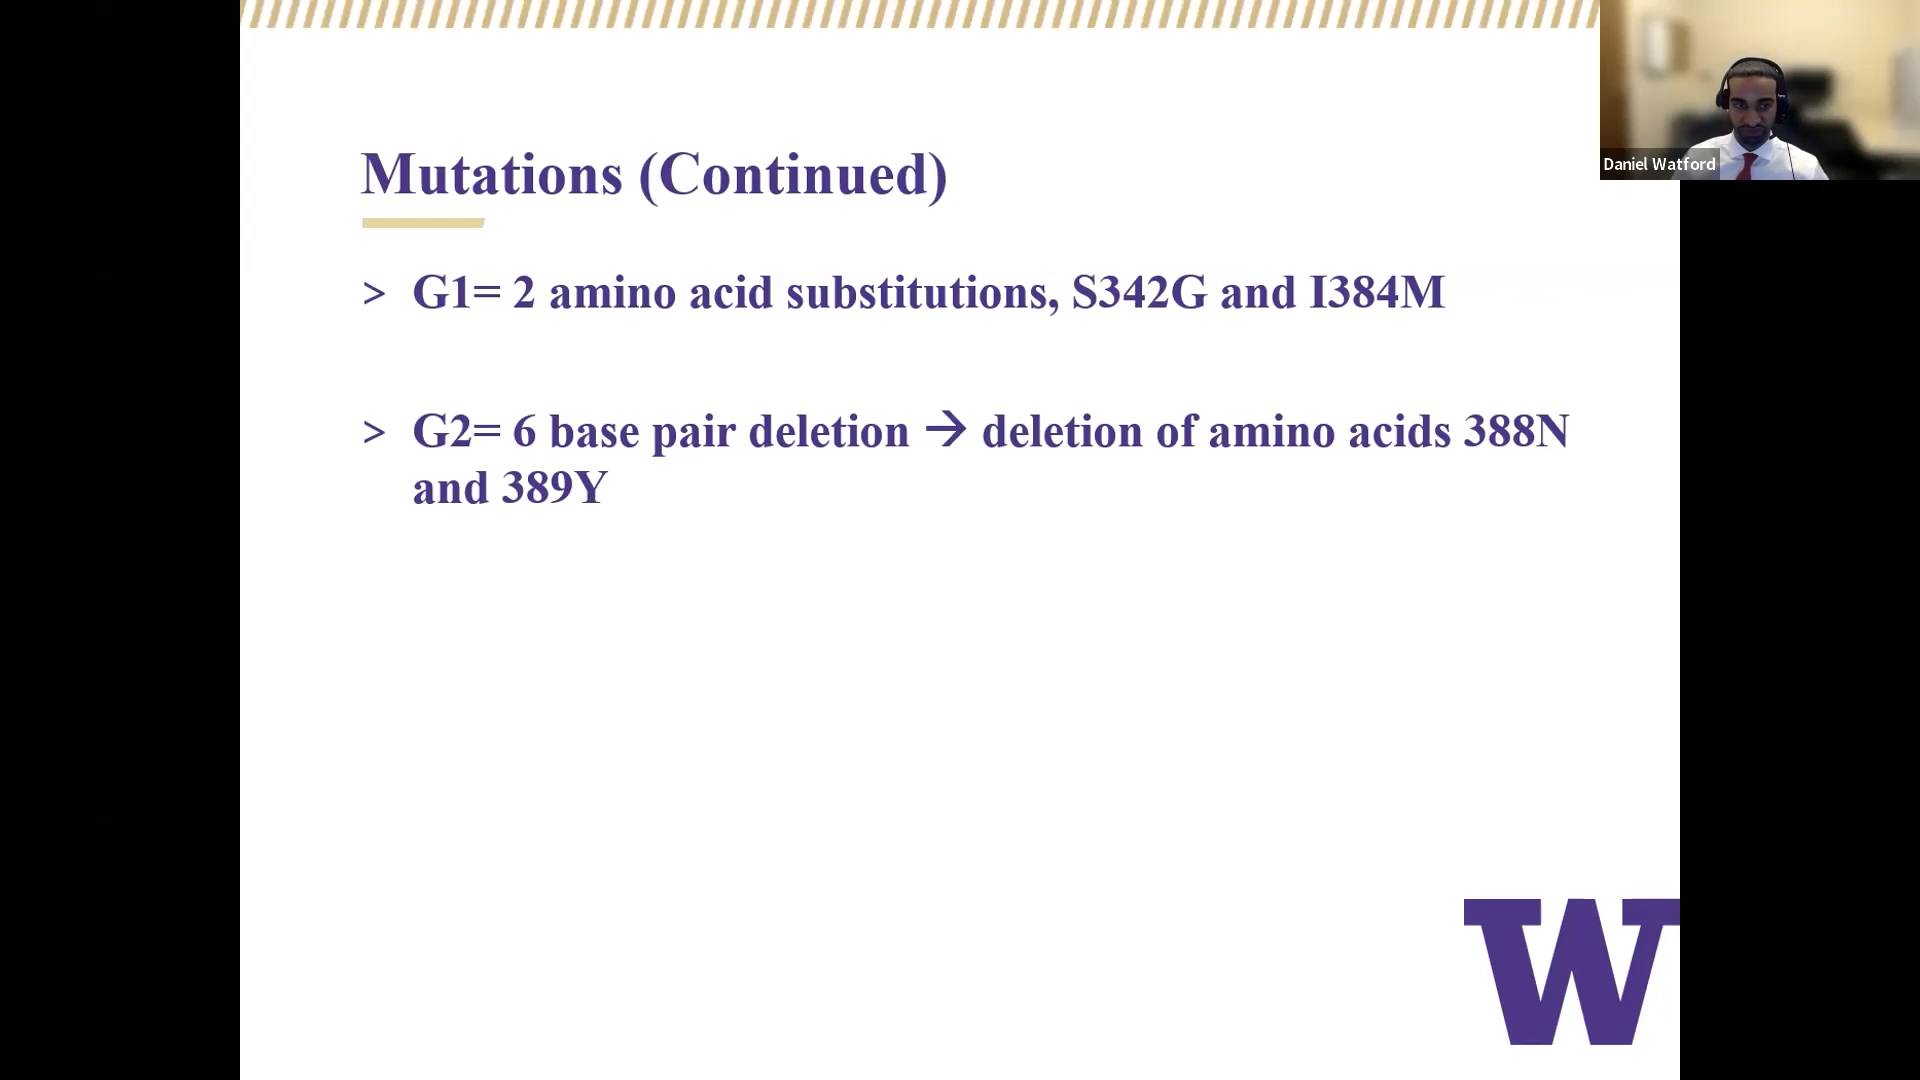 Mutations (Continued)
> G1= 2 amino acid substitutions, S342G and I384M
> G2= 6 base pair deletion → deletion of amino acids 388N
and 389Y
Daniel Watford
W